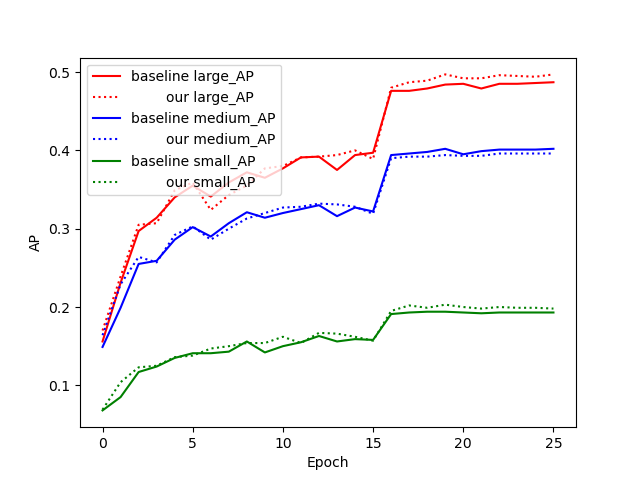 baseline large_AP
our large_AP
baseline medium_AP
our medium_AP
baseline small_AP
our small_AP
0.5
0.4
0.3
0.2
0.1
AP
0 5 10 15 20 25
Epoch